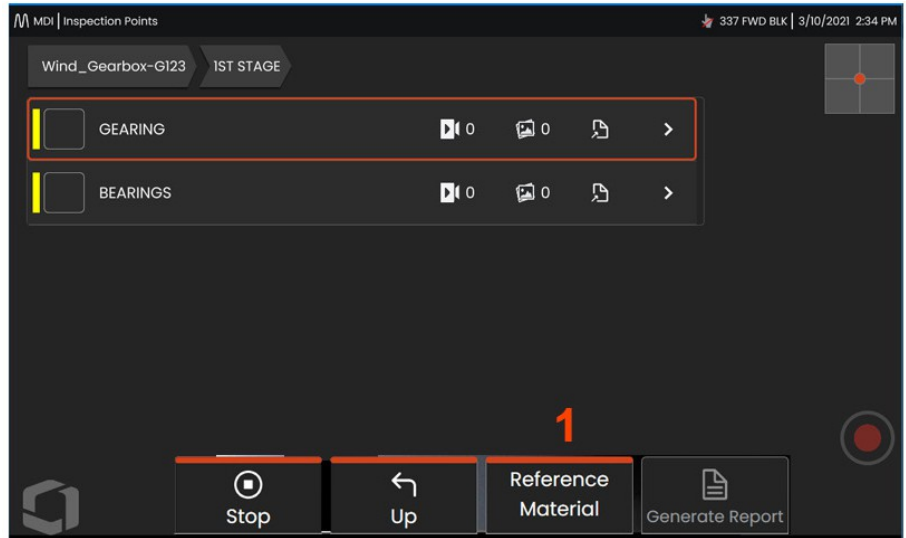 MDI | Inspection Points
337 FWD BLK | 3/10/2021 2:34 PM
Wind_Gearbox-G123 1ST STAGE
GEARING 0 0
BEARINGS 0 0
1
Stop
Up
Reference
Material
Generate Report